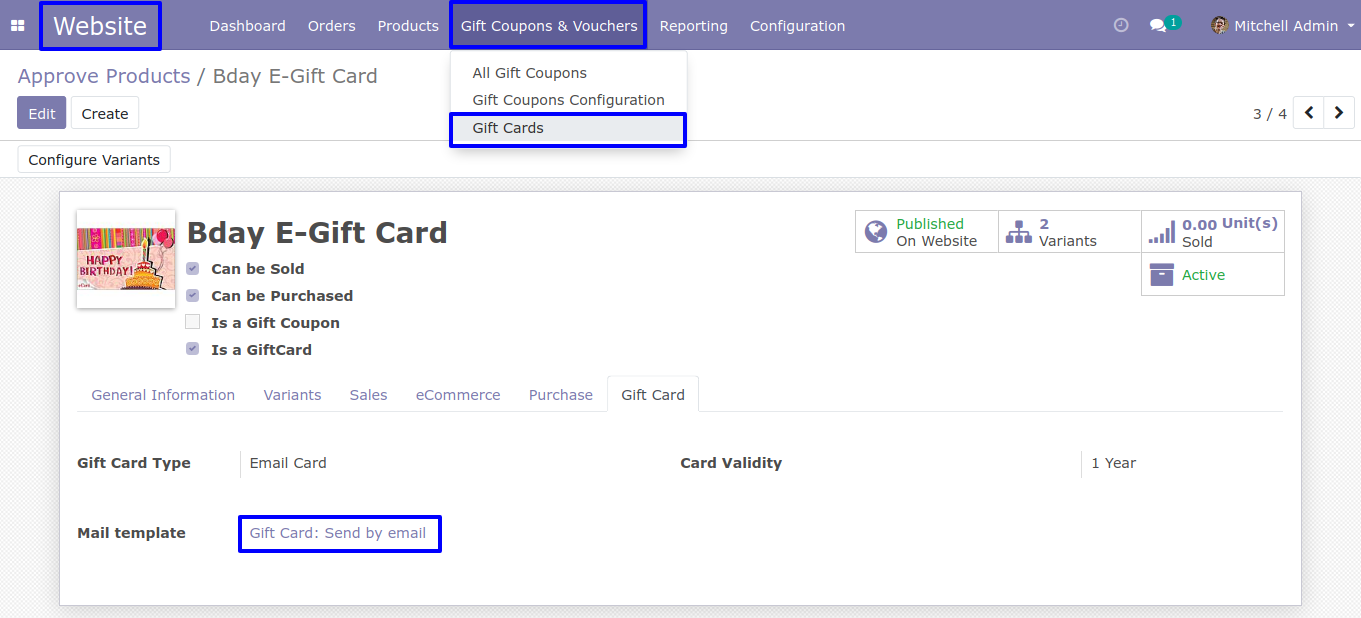 Website Dashboard Orders Products Gift Coupons & Vouchers Reporting Configuration 1 Mitchell Admin
Approve Products / Bday E-Gift Card
All Gift Coupons
Gift Coupons Configuration
Gift Cards
Edit Create
3 / 4
Configure Variants
HAPPY
BIRTHDAY!
Bday E-Gift Card
Can be Sold
Can be Purchased
Is a Gift Coupon
Is a GiftCard
Published
On Website
2
Variants
0.00 Unit(s)
Sold
Active
General Information Variants Sales eCommerce Purchase Gift Card
Gift Card Type Email Card Card Validity 1 Year
Mail template Gift Card: Send by email